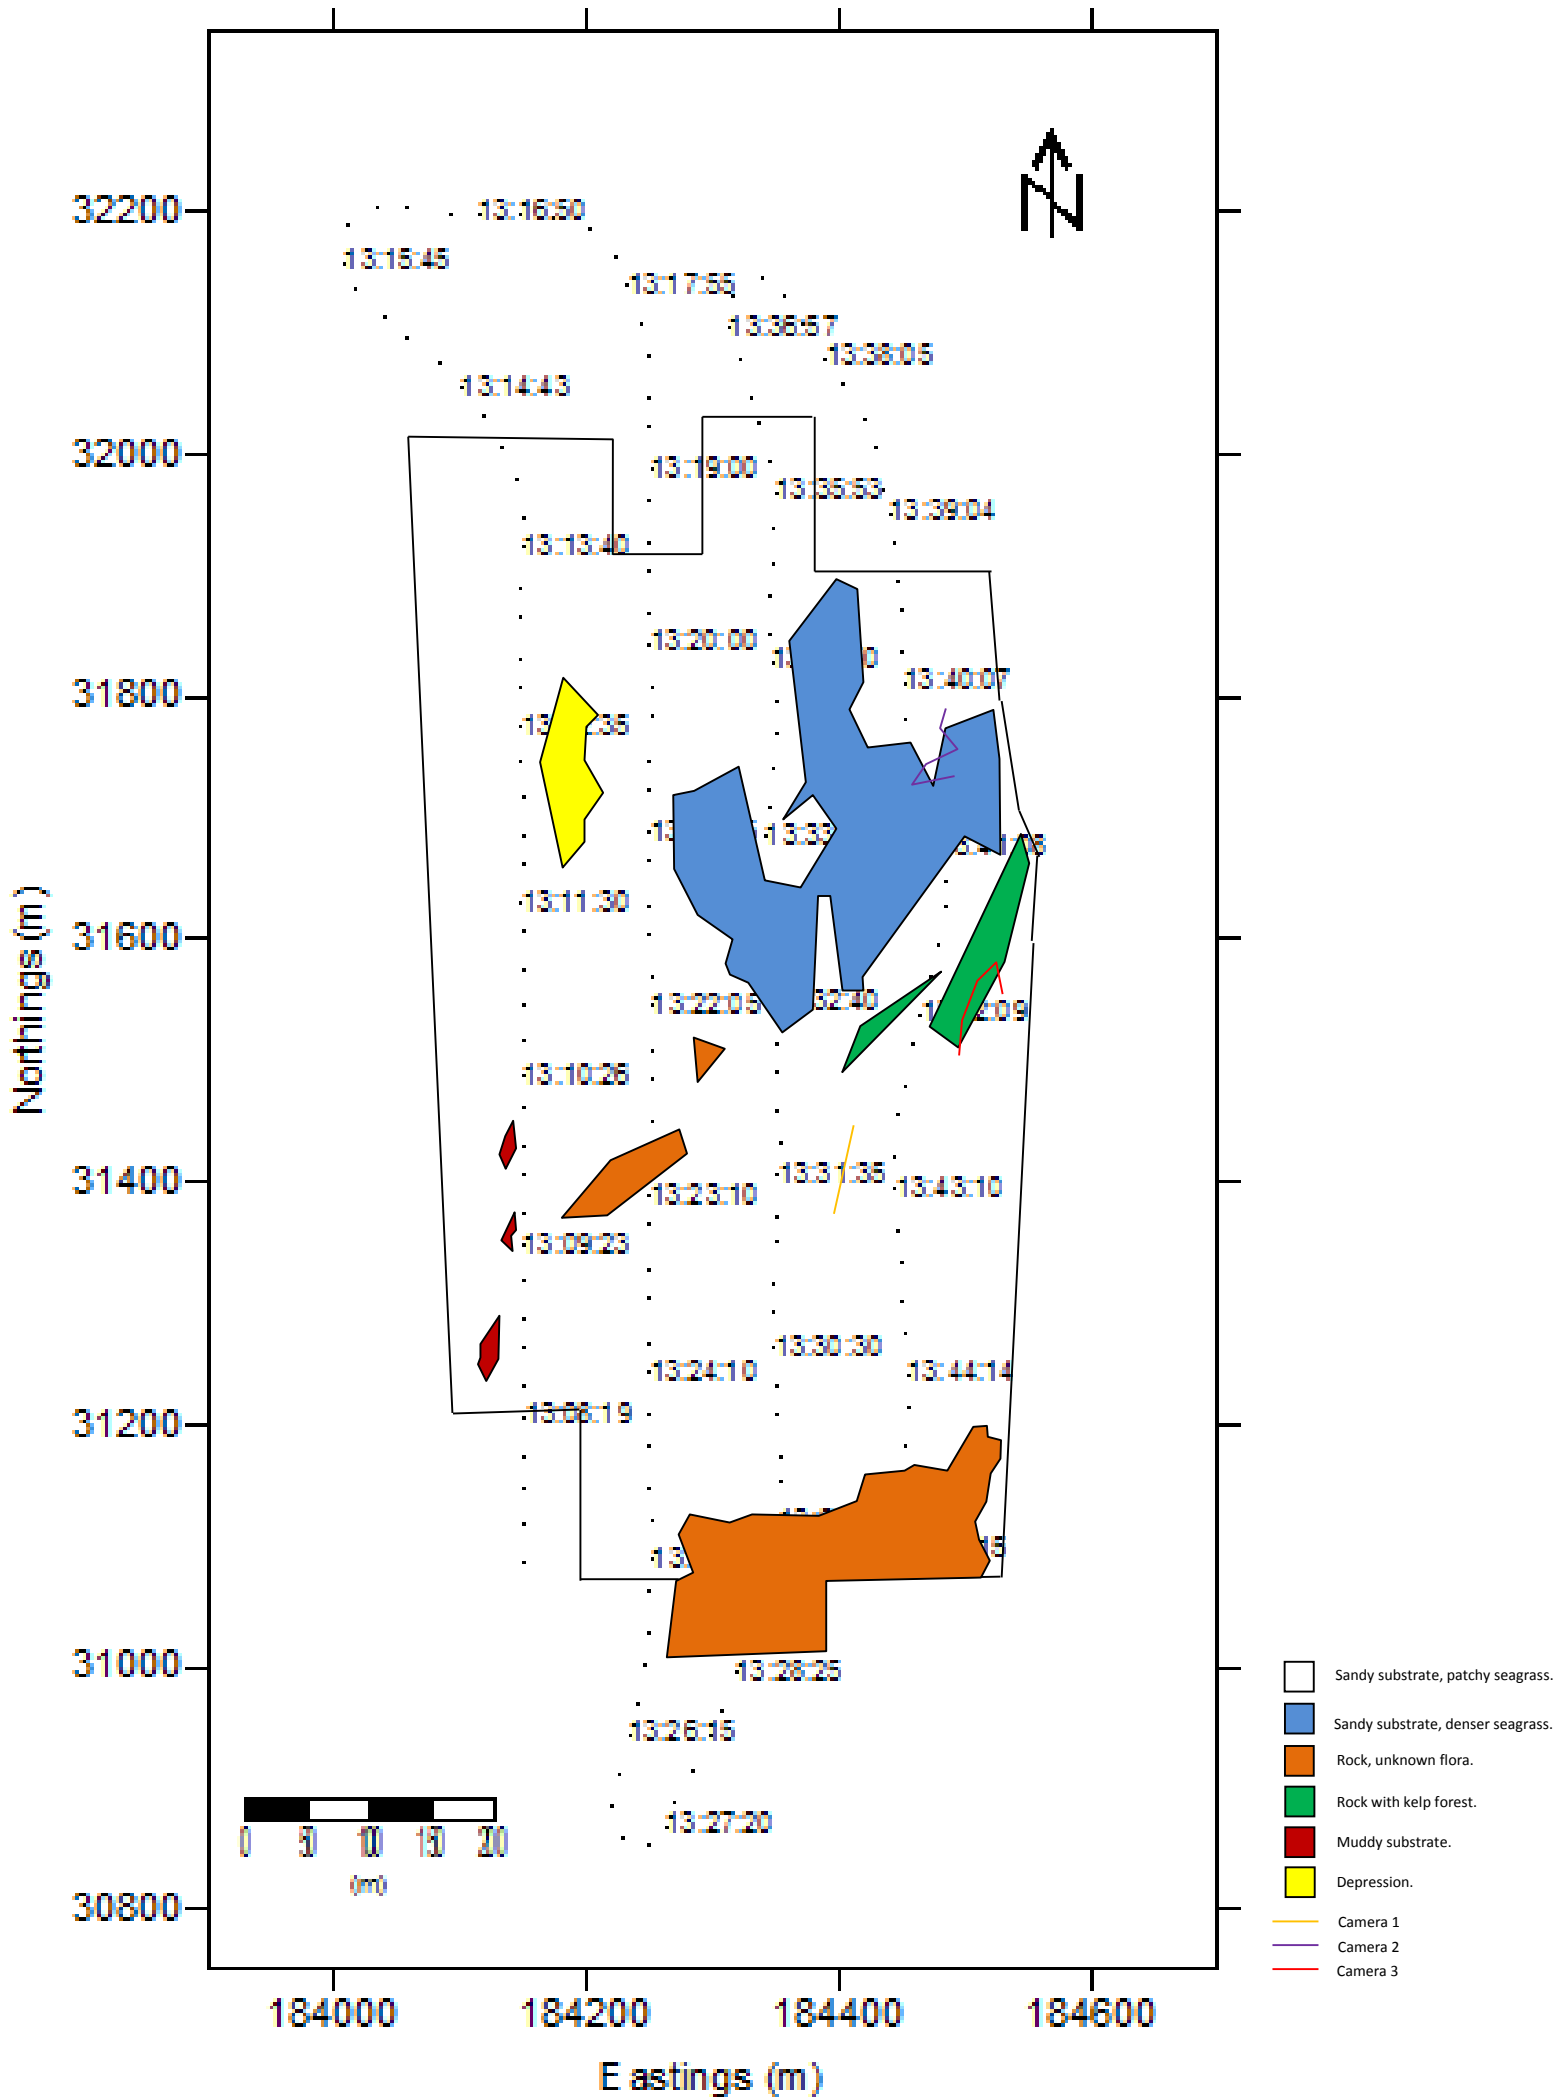 N
32200
13:16:50
13:15:45
13:17:55
13:36:57
13:38:05
13:14:43
32000
13:19:00
13:35:53
13:39:04
13:13:40
13:20:00
13:40:07
31800
13:11:30
31600
13:22:05
32:40
Northings (m)
13:10:26
31400
13:31:35
13:23:10
13:43:10
13:09:23
13:30:30
13:24:10
13:44:14
31200
13:08:19
31000
13:28:25
Sandy substrate, patchy seagrass.
Sandy substrate, denser seagrass.
13:26:15
Rock, unknown flora.
Rock with kelp forest.
13:27:20
0 50 100 150 200
Muddy substrate.
(m)
Depression.
30800
Camera 1
Camera 2
Camera 3
184000 184200 184400 184600
Eastings (m)